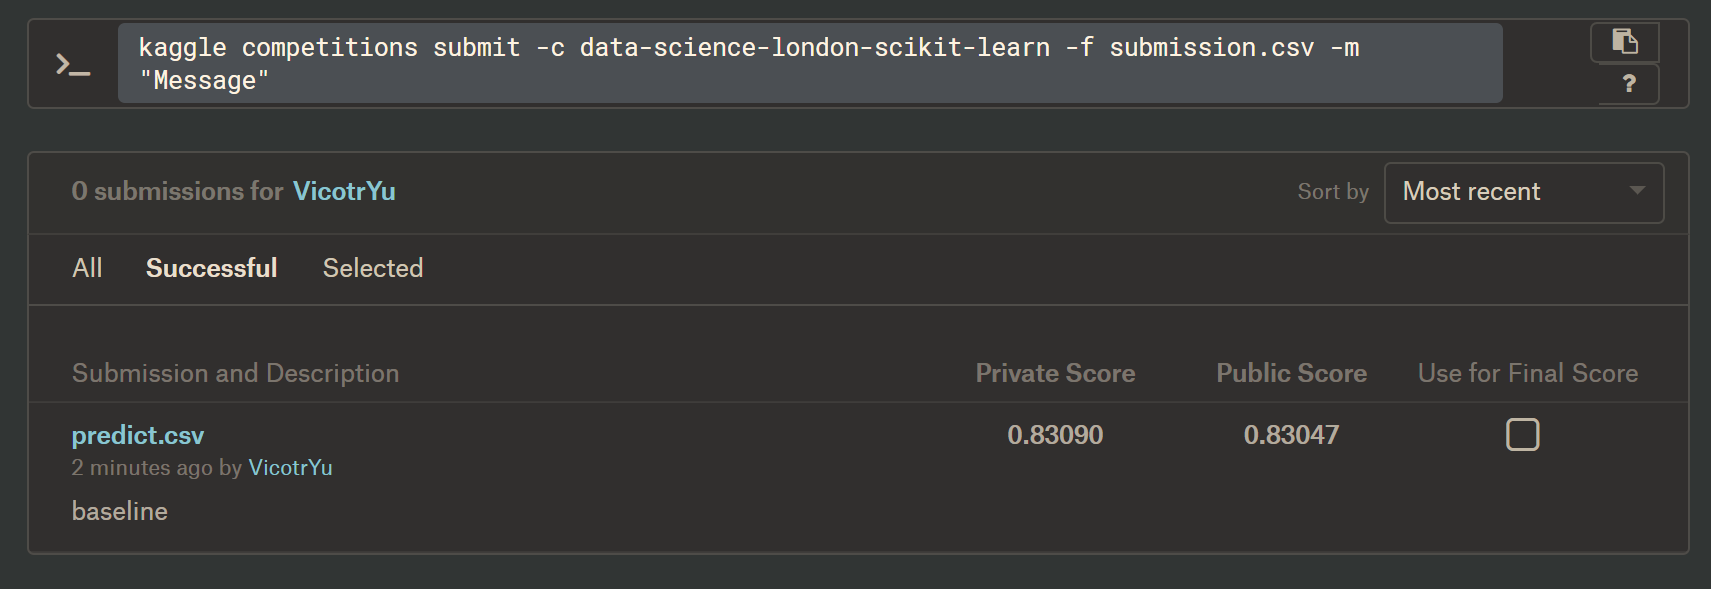 kaggle competitions submit -c data-science-london-scikit-learn -f submission.csv -m
"Message"
?
0 submissions for VicotrYu
Sort by Most recent
All Successful Selected
Submission and Description Private Score Public Score Use for Final Score
predict.csv 0.83090 0.83047
2 minutes ago by VicotrYu
baseline